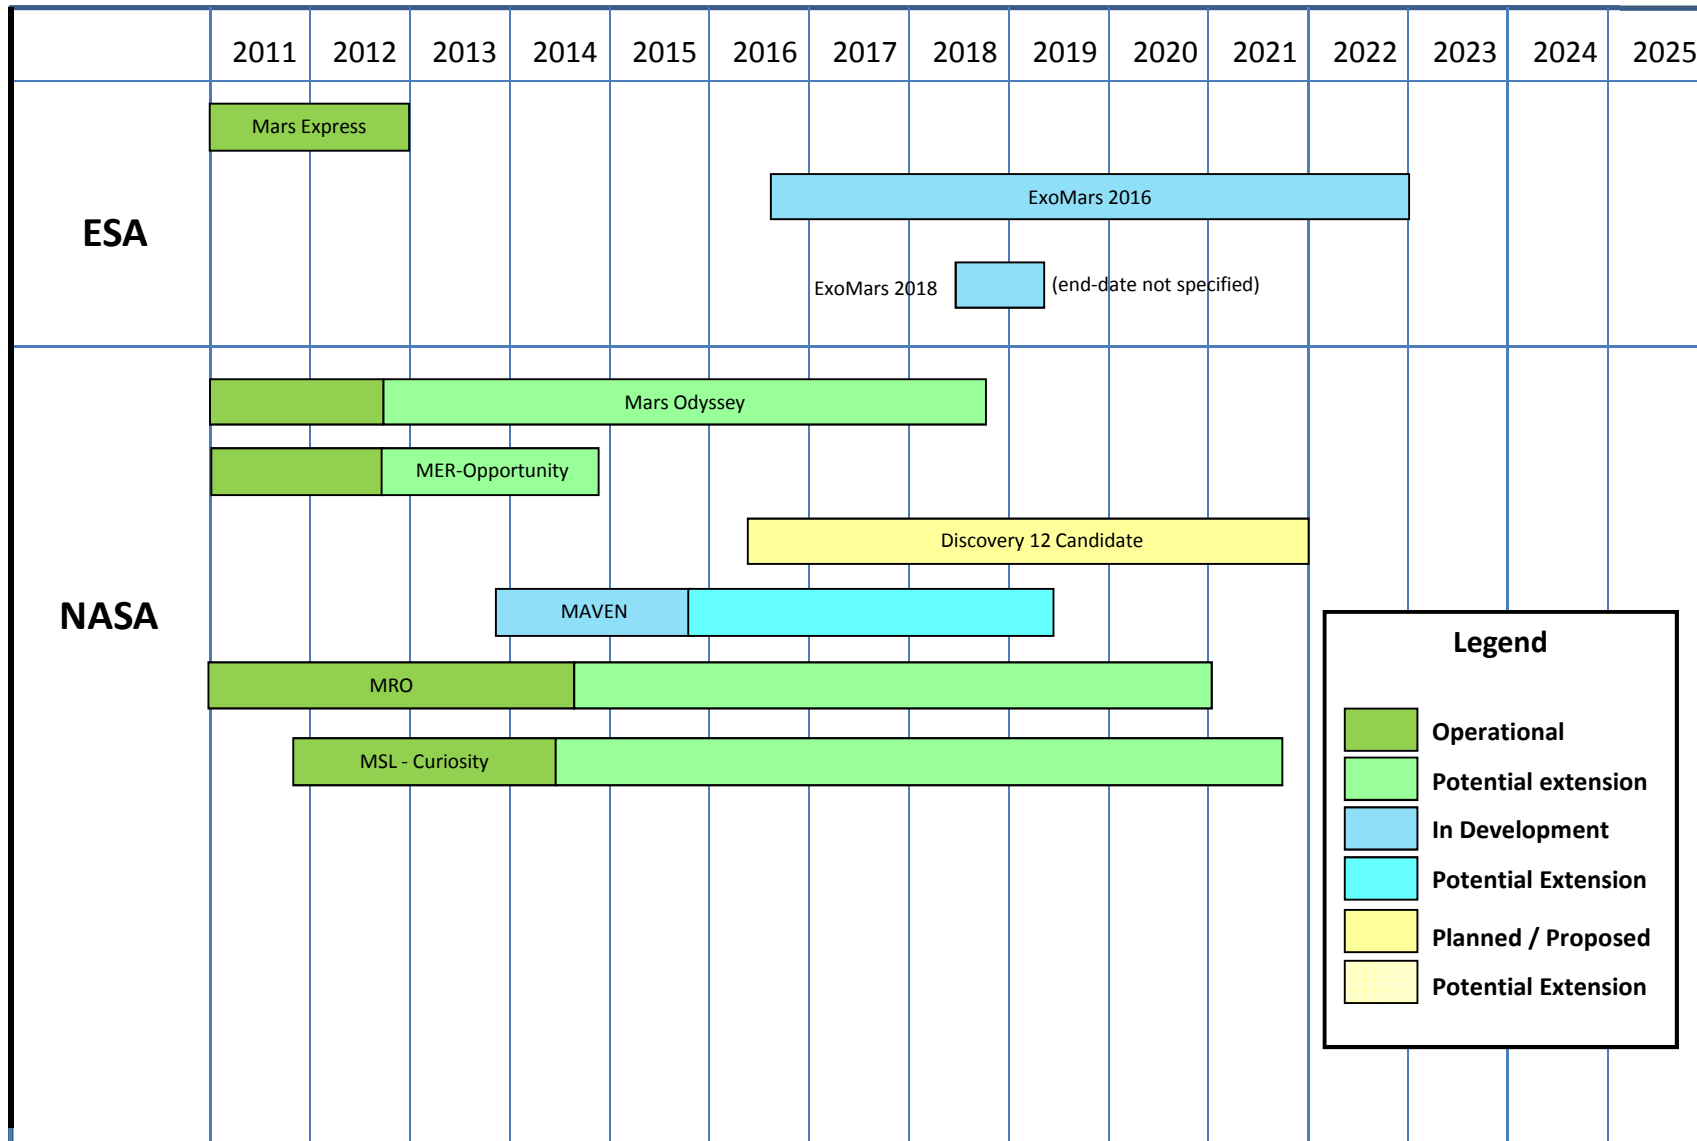 2011 2012 2013 2014 2015 2016 2017 2018 2019 2020 2021 2022 2023 2024 2025
ESA
Mars Express
ExoMars 2016
ExoMars 2018 (end-date not specified)
NASA
Mars Odyssey
MER-Opportunity
Discovery 12 Candidate
MAVEN
MRO
MSL - Curiosity
Legend
Operational
Potential extension
In Development
Potential Extension
Planned / Proposed
Potential Extension